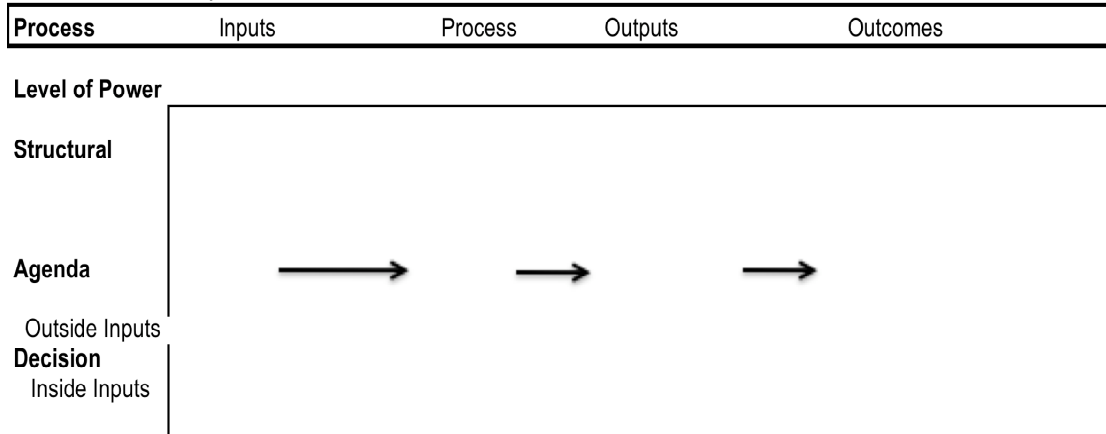 Process Inputs Process Outputs Outcomes
Level of Power
Structural
Agenda
Outside Inputs
Decision
Inside Inputs